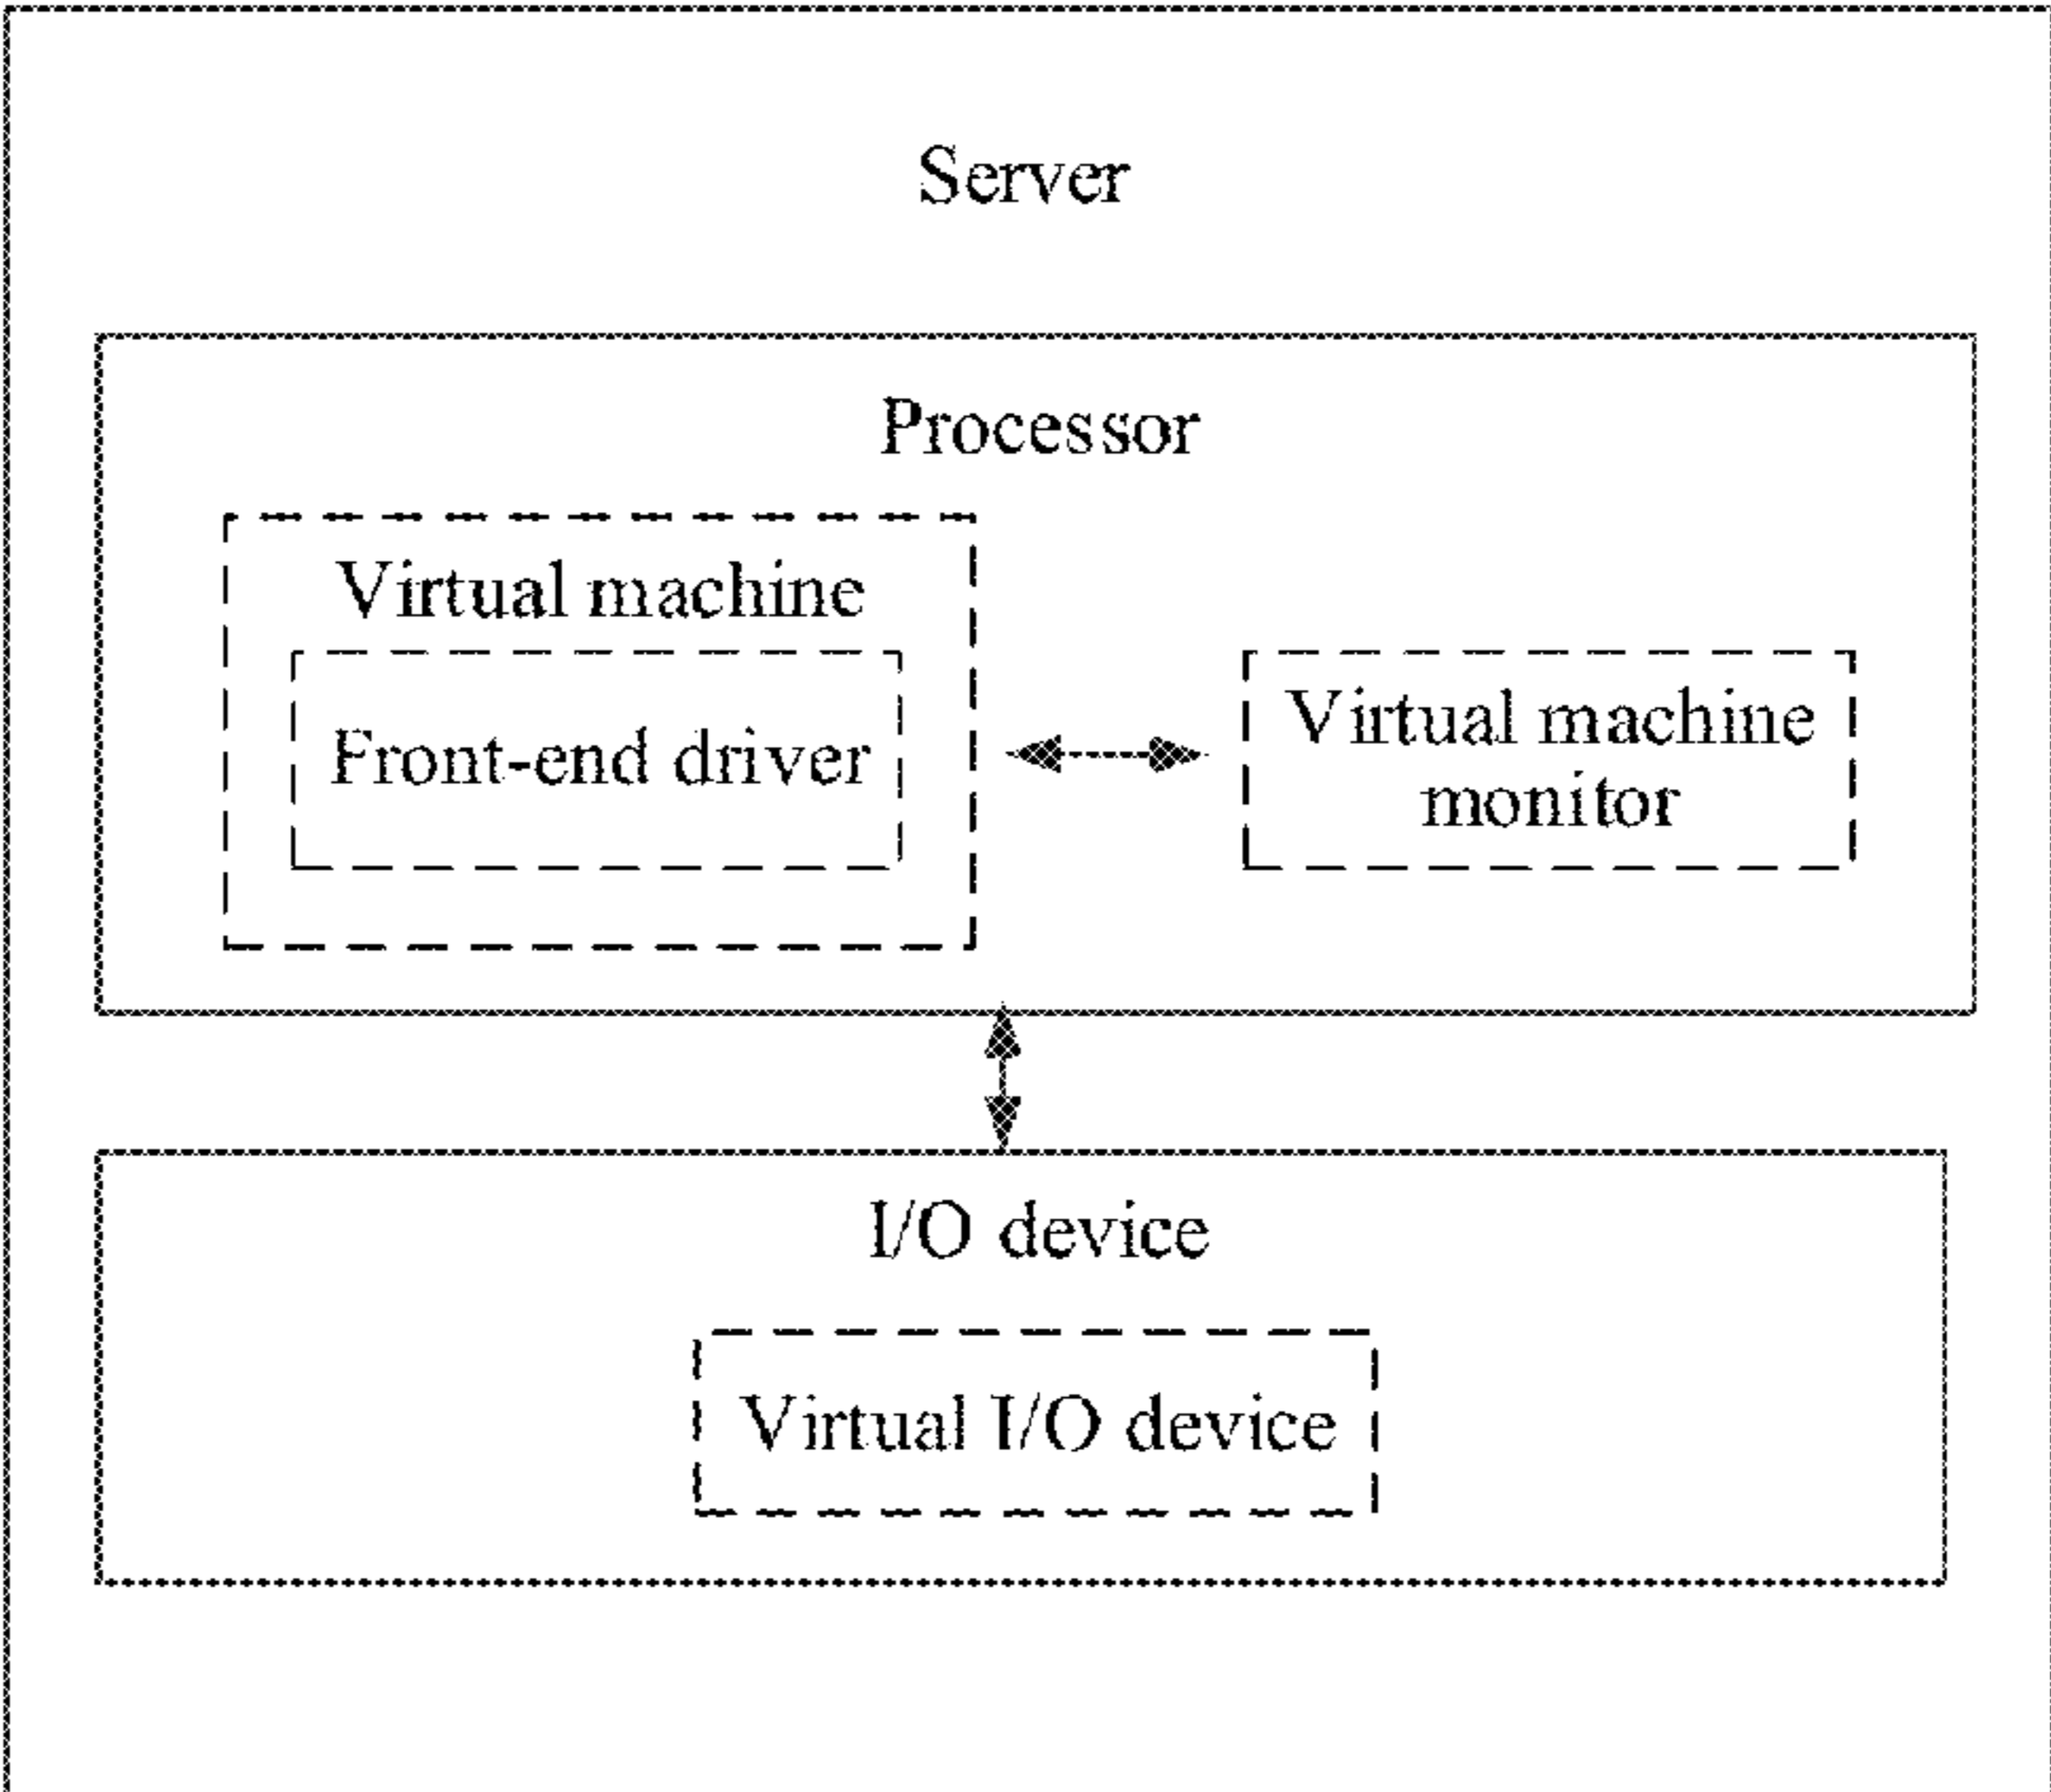 Server
Processor
Virtual machine
Front-end driver
Virtual machine
monitor
I/O device
Virtual I/O device